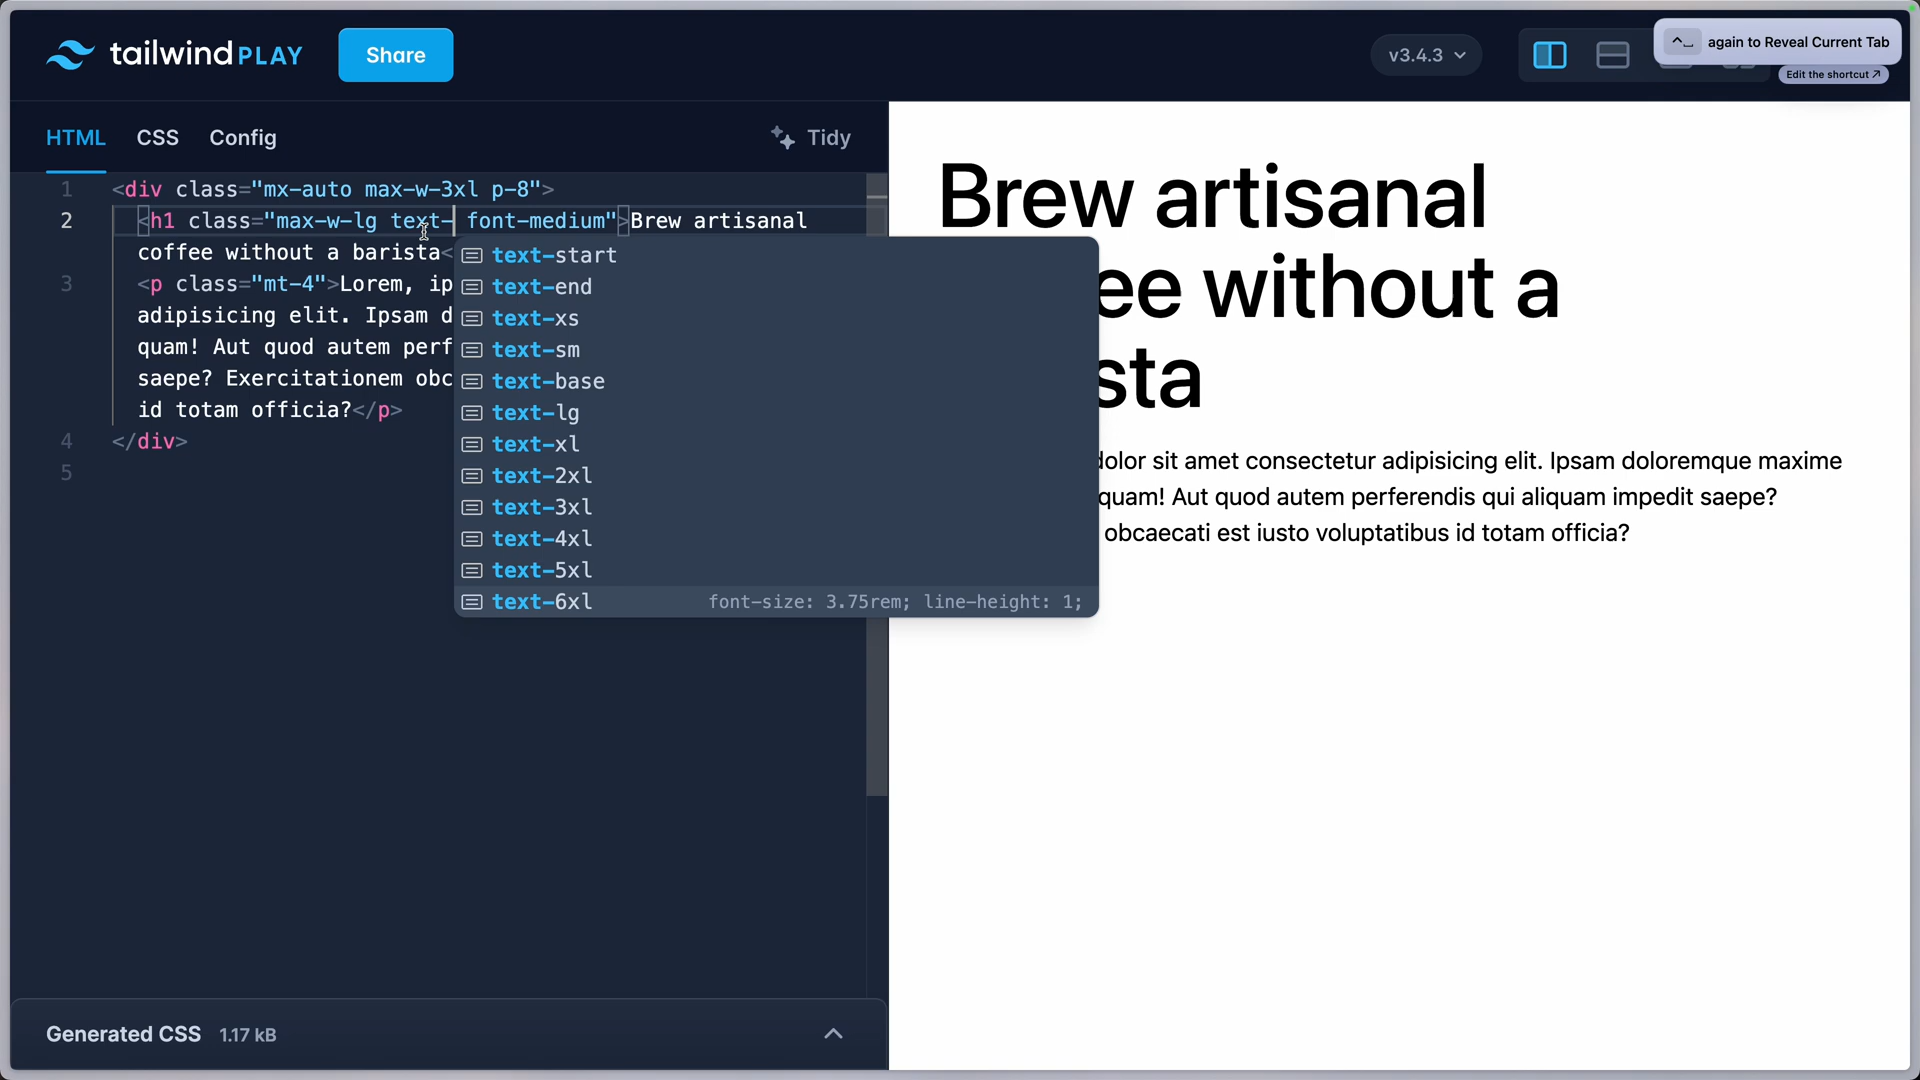 tailwind PLAY
Share
v3.4.3
again to Reveal Current Tab
Edit the shortcut
HTML CSS Config
Tidy
1 <div class="mx-auto max-w-3xl p-8">
2 <h1 class="max-w-lg text- font-medium">Brew artisanal
coffee without a barista<
3 <p class="mt-4">Lorem, ip
adipisicing elit. Ipsam d
quam! Aut quod autem perf
saepe? Exercitationem obc
id totam officia?</p>
4 </div>
5
text-start
text-end
text-xs
text-sm
text-base
text-lg
text-xl
text-2xl
text-3xl
text-4xl
text-5xl
text-6xl font-size: 3.75rem; line-height: 1;
Brew artisanal
ee without a
sta
dolor sit amet consectetur adipisicing elit. Ipsam doloremque maxime
quam! Aut quod autem perferendis qui aliquam impedit saepe?
obcaecati est iusto voluptatibus id totam officia?
Generated CSS 1.17 kB